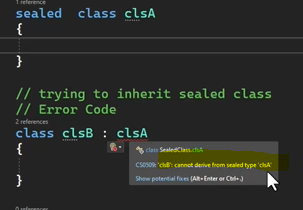 1 reference
sealed class clsA
{
}
// trying to inherit sealed class
// Error Code
2 references
class clsB : clsA
{
class SealedClass.clsA
CS0509: 'clsB': cannot derive from sealed type 'clsA'
Show potential fixes (Alt+Enter or Ctrl+.)
}
0 references